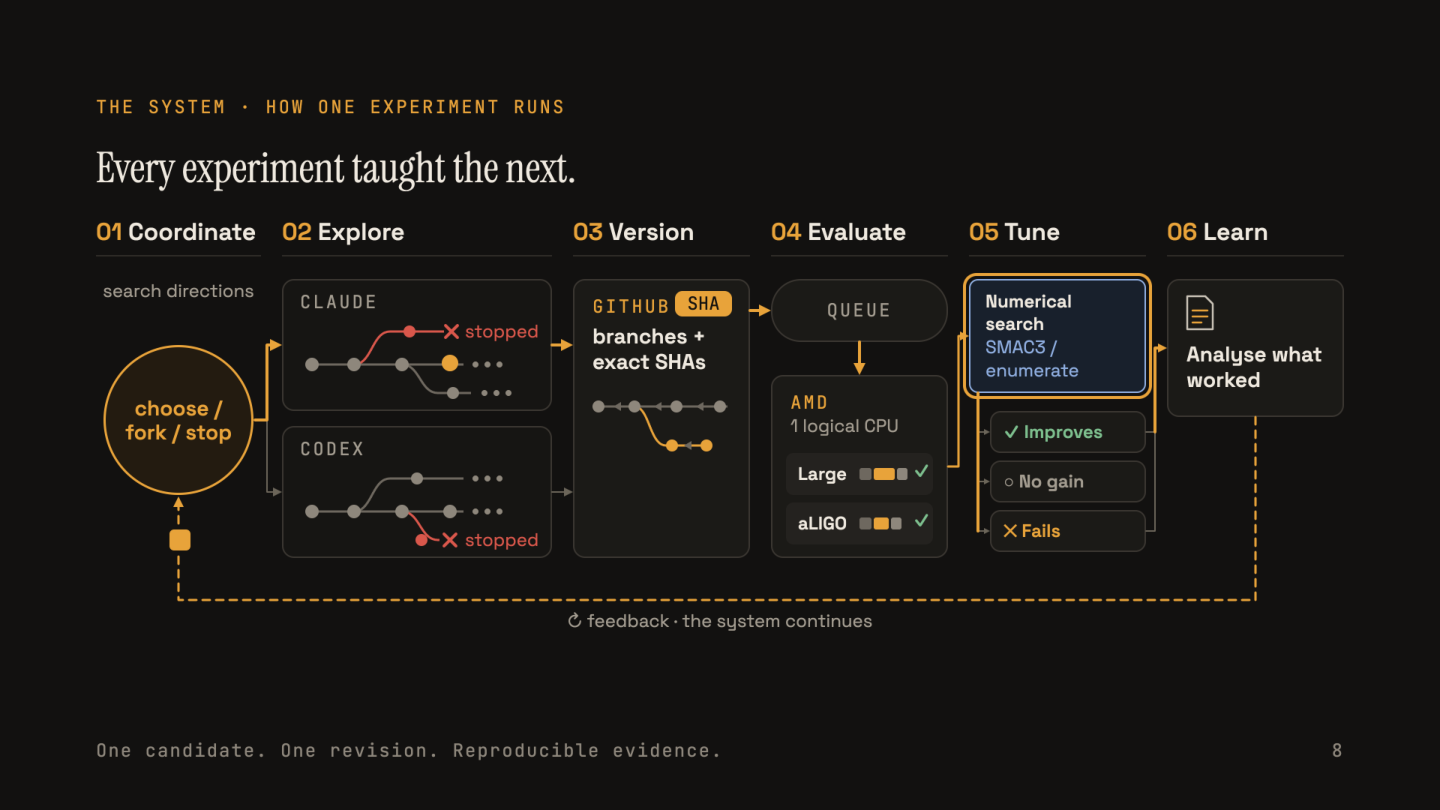 THE SYSTEM · HOW ONE EXPERIMENT RUNS
Every experiment taught the next.
01 Coordinate
search directions
choose /
fork / stop
02 Explore
CLAUDE
stopped
CODEX
stopped
03 Version
GITHUB SHA
branches +
exact SHAs
04 Evaluate
QUEUE
AMD
1 logical CPU
Large ✓
aLIGO ✓
05 Tune
Numerical
search
SMAC3 /
enumerate
✓ Improves
○ No gain
✕ Fails
06 Learn
Analyse what
worked
↻ feedback · the system continues
One candidate. One revision. Reproducible evidence.
8